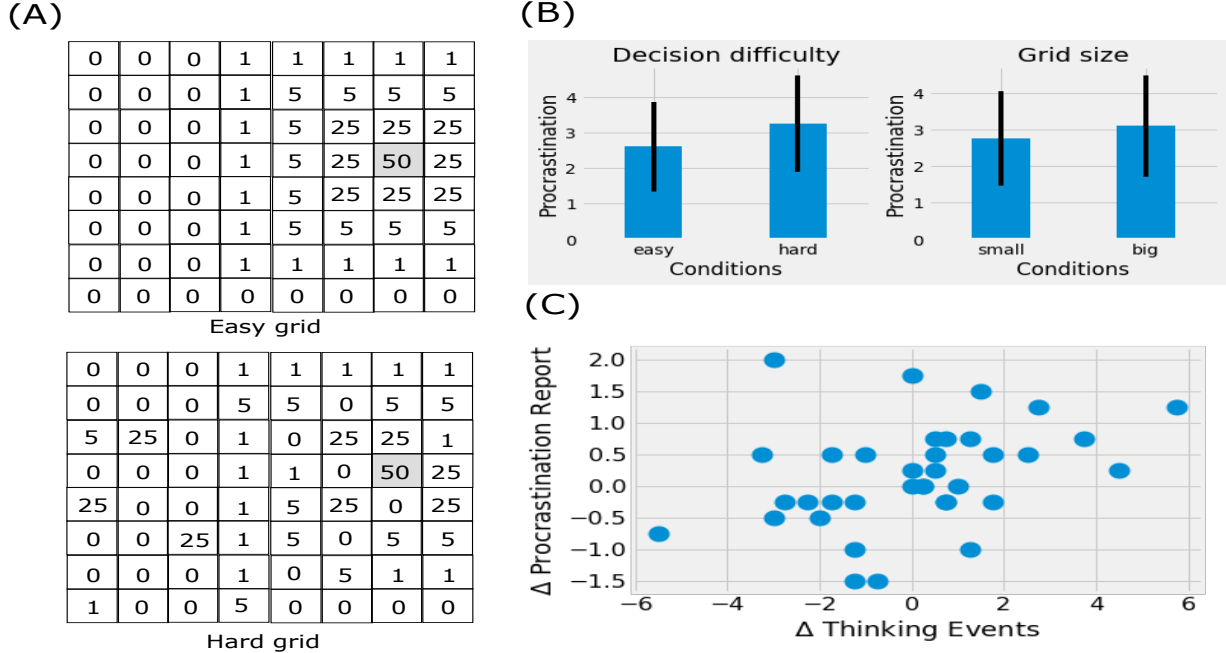 (A)
0 0 0 1 1 1 1 1
0 0 0 1 5 5 5 5
0 0 0 1 5 25 25 25
0 0 0 1 5 25 50 25
0 0 0 1 5 25 25 25
0 0 0 1 5 5 5 5
0 0 0 1 1 1 1 1
0 0 0 0 0 0 0 0
Easy grid
0 0 0 1 1 1 1 1
0 0 0 5 5 0 5 5
5 25 0 1 0 25 25 1
0 0 0 1 1 0 50 25
25 0 0 1 5 25 0 25
0 0 25 1 5 0 5 5
0 0 0 1 0 5 1 1
1 0 0 5 0 0 0 0
Hard grid
(B)
Decision difficulty
Procrastination
4
3
2
1
0
easy hard
Conditions
Grid size
Procrastination
4
3
2
1
0
small big
Conditions
(C)
Δ Procrastination Report
2.0
1.5
1.0
0.5
0.0
−0.5
−1.0
−1.5
−6 −4 −2 0 2 4 6
Δ Thinking Events